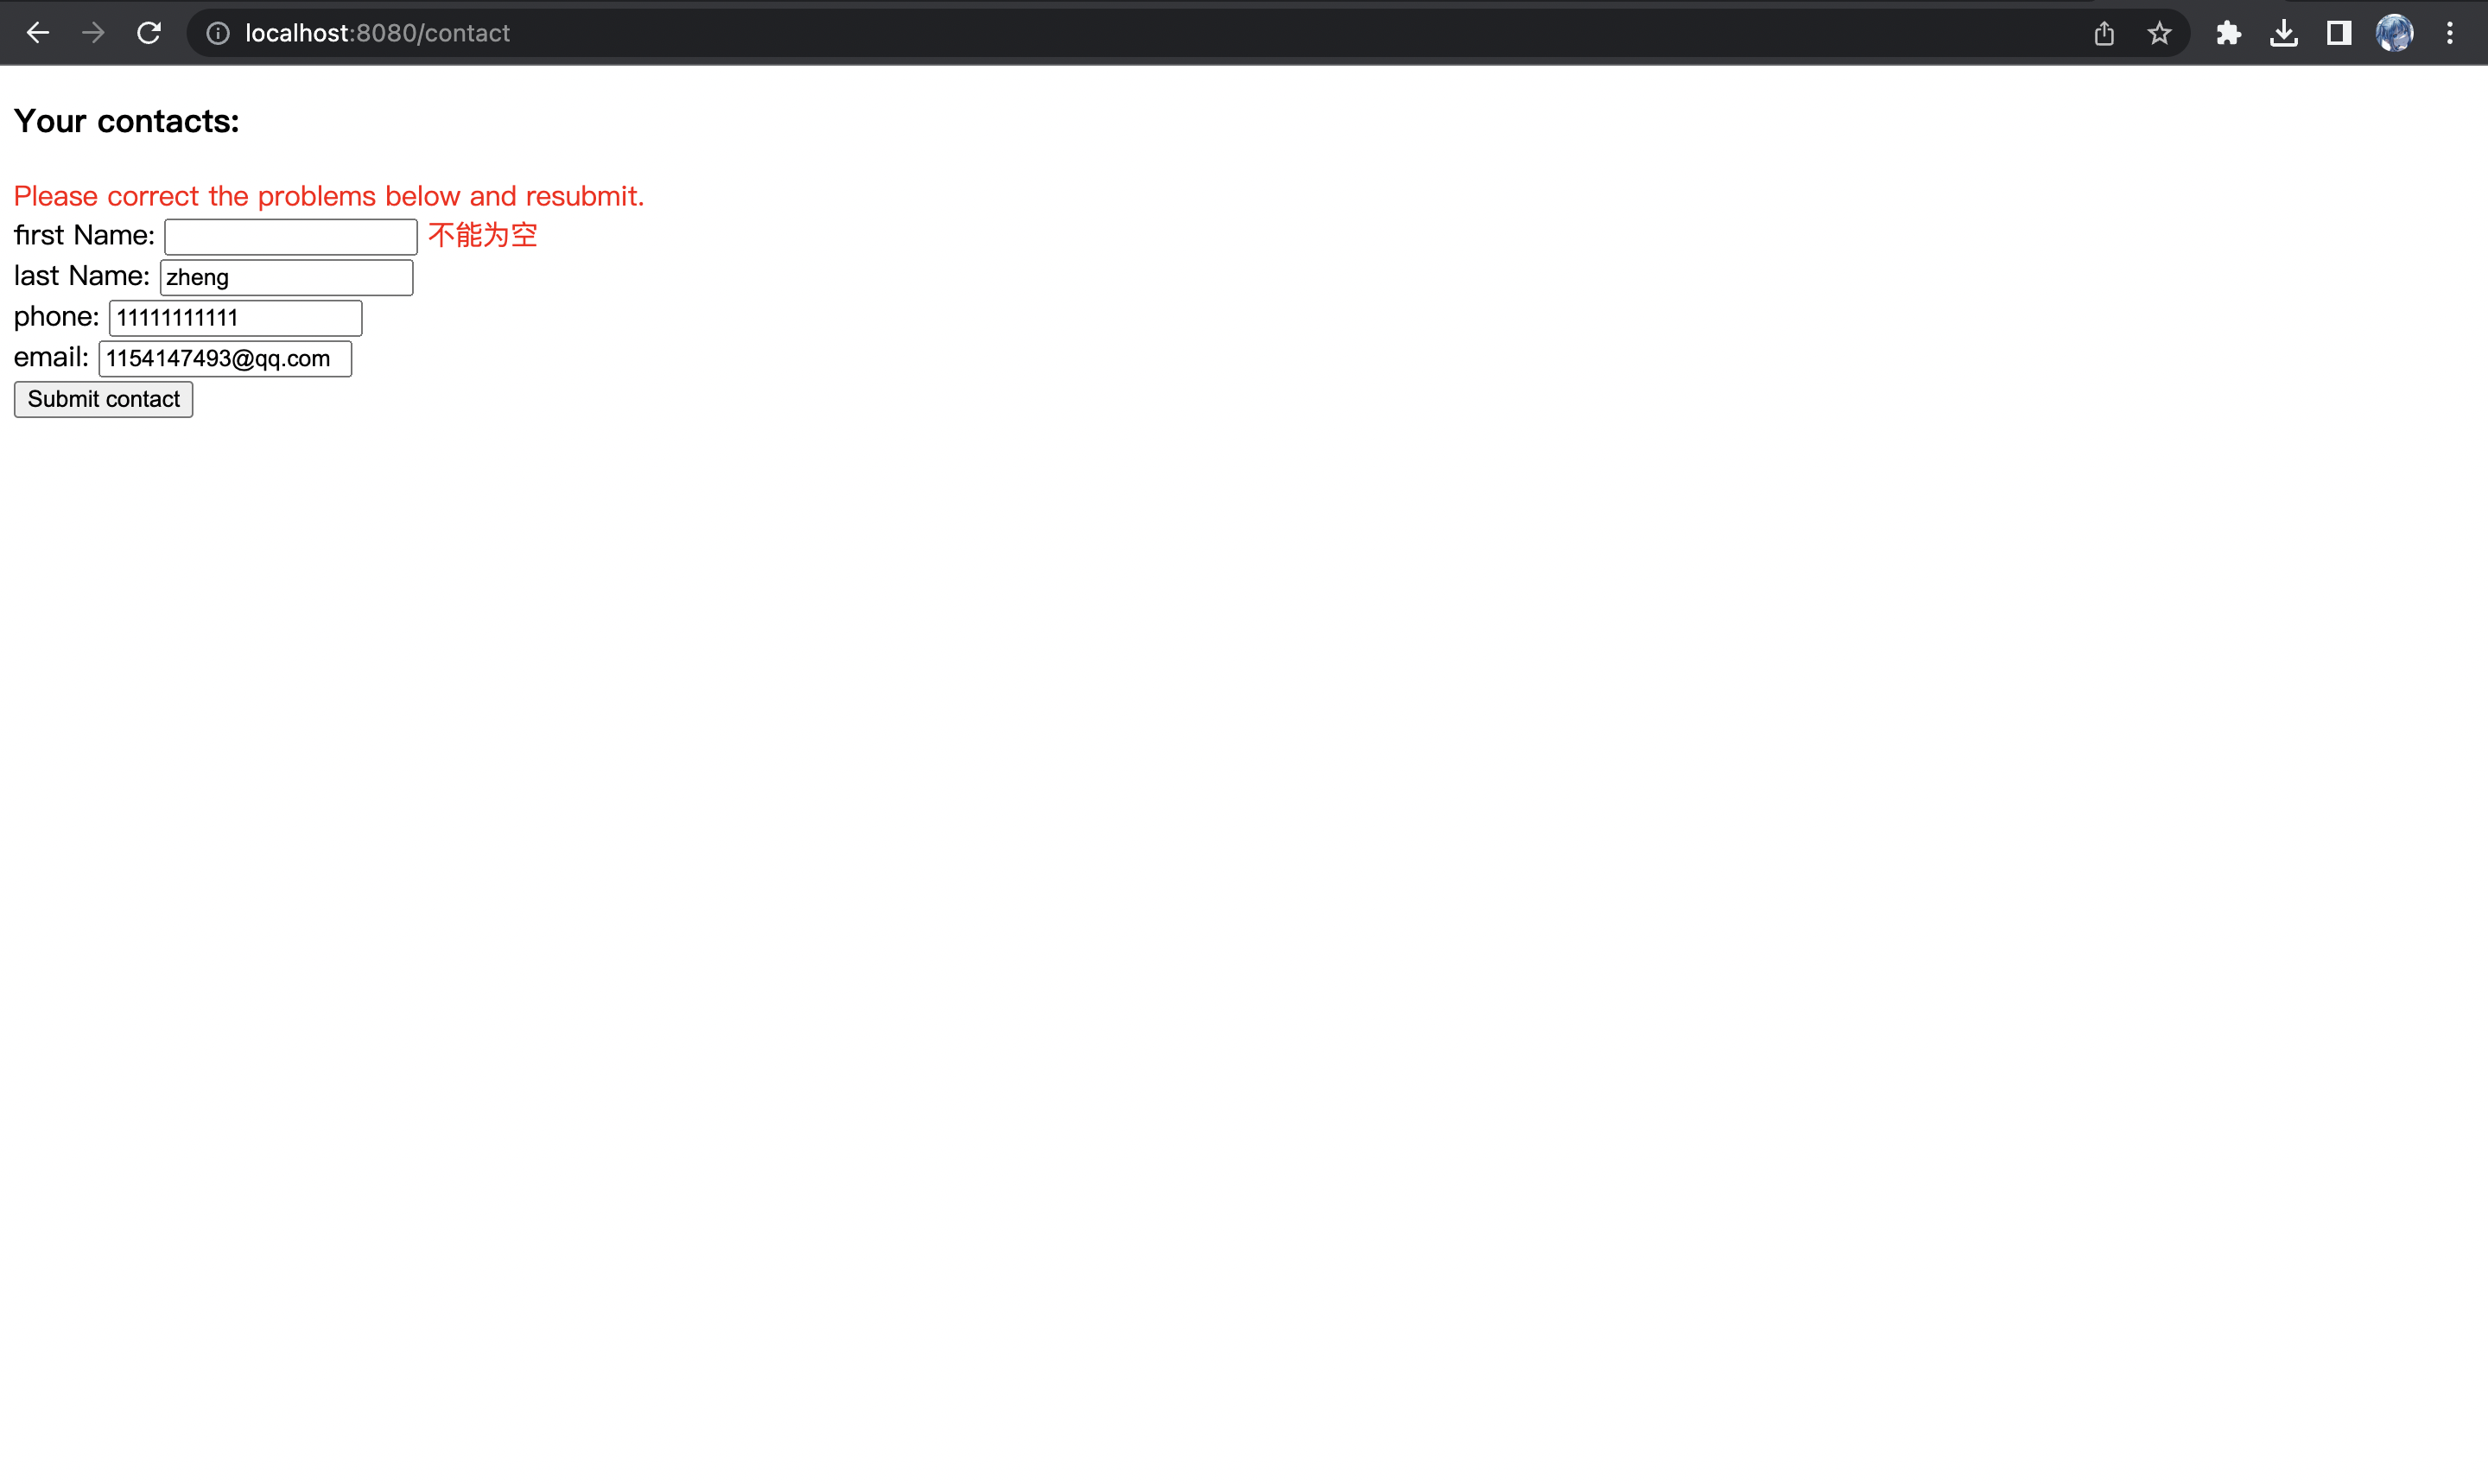 localhost:8080/contact
Your contacts:
Please correct the problems below and resubmit.
first Name: 不能为空
last Name: zheng
phone: 11111111111
email: 1154147493@qq.com
Submit contact